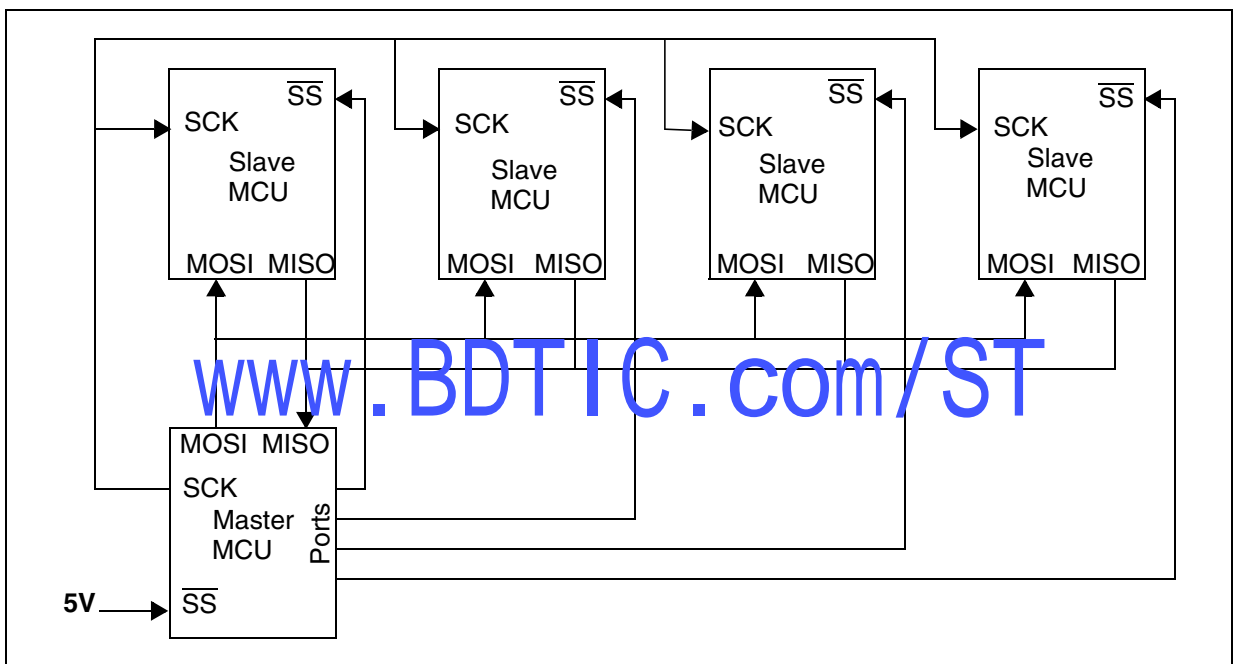 SS
SCK
Slave
MCU
MOSI MISO
SS
SCK
Slave
MCU
MOSI MISO
SS
SCK
Slave
MCU
MOSI MISO
SS
SCK
Slave
MCU
MOSI MISO
www.BDTIC.com/ST
MOSI MISO
SCK
Master
MCU
Ports
5V
SS